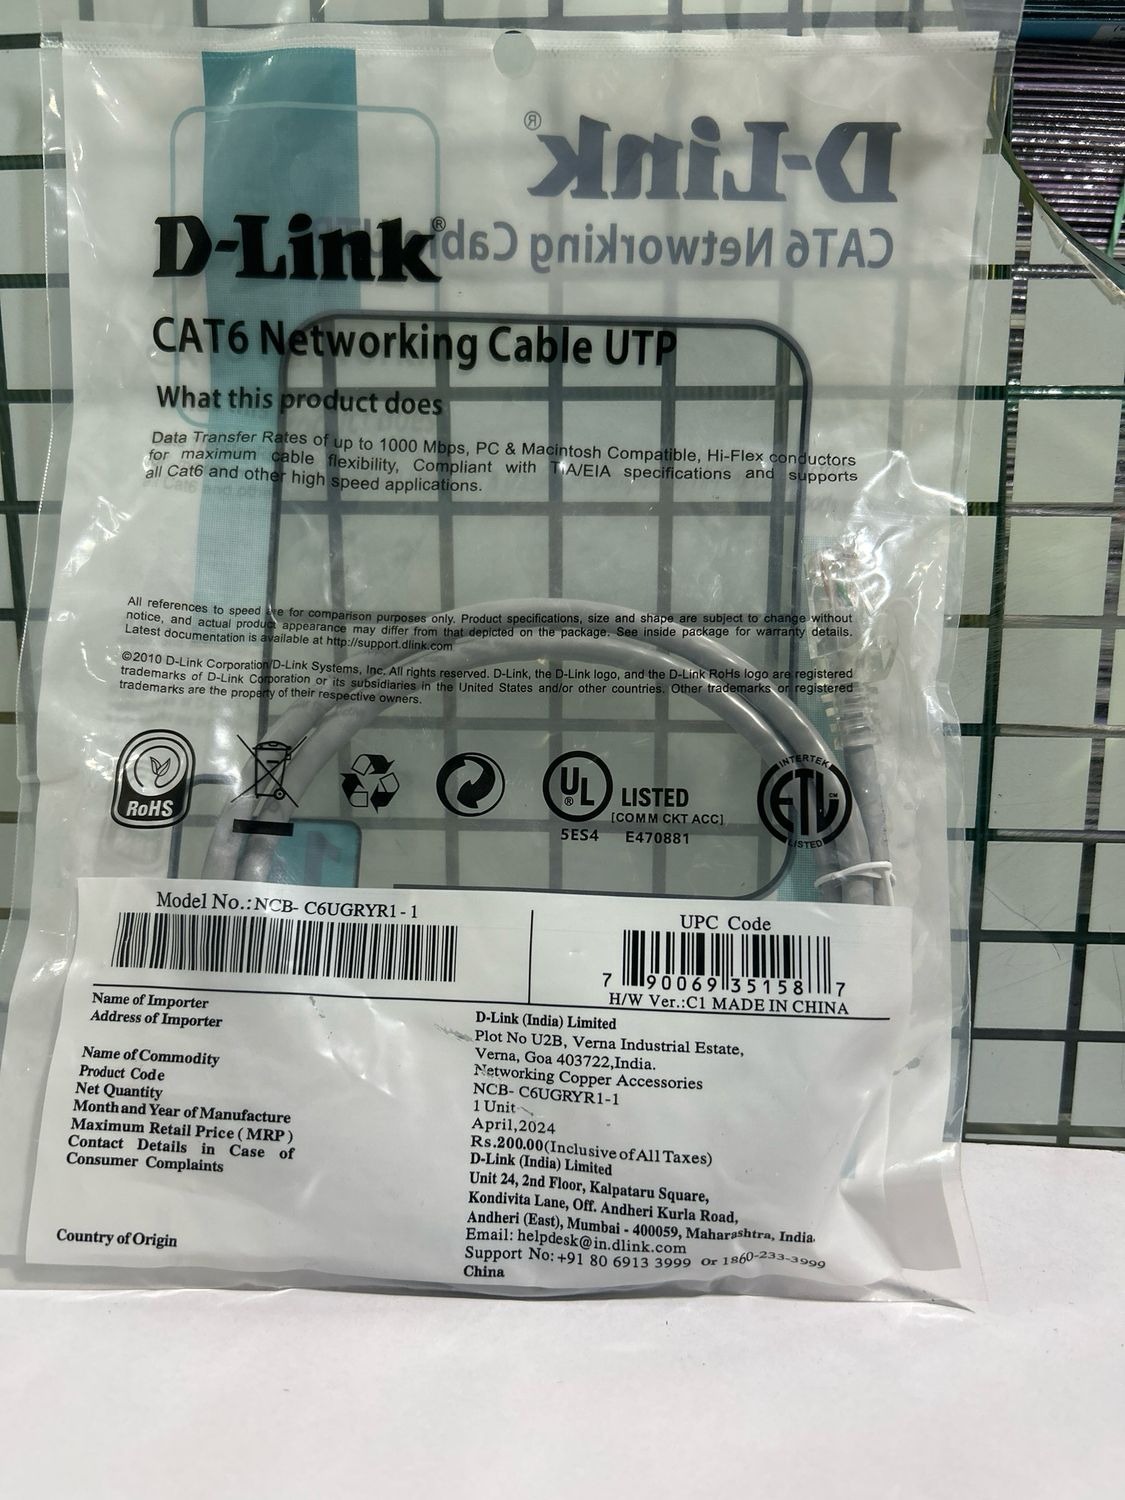 D-Link®
CAT6 Networking Cable UTP
D-Link®
CAT6 Networking Cable UTP
What this product does
Data Transfer Rates of up to 1000 Mbps, PC & Macintosh Compatible, Hi-Flex conductors
for maximum cable flexibility, Compliant with TIA/EIA specifications and supports
all Cat6 and other high speed applications.
All references to speed are for comparison purposes only. Product specifications, size and shape are subject to change without
notice, and actual product appearance may differ from that depicted on the package. See inside package for warranty details.
Latest documentation is available at http://support.dlink.com
©2010 D-Link Corporation/D-Link Systems, Inc. All rights reserved. D-Link, the D-Link logo, and the D-Link RoHs logo are registered
trademarks of D-Link Corporation or its subsidiaries in the United States and/or other countries. Other trademarks or registered
trademarks are the property of their respective owners.
RoHS
UL®
LISTED
[COMM CKT ACC]
5ES4 E470881
INTERTEK
ETL CM
LISTED
Model No.:NCB- C6UGRYR1-1
UPC Code
7 90069 35158 7
H/W Ver.:C1 MADE IN CHINA
Name of Importer D-Link (India) Limited
Address of Importer Plot No U2B, Verna Industrial Estate,
Verna, Goa 403722,India.
Name of Commodity Networking Copper Accessories
Product Code NCB- C6UGRYR1-1
Net Quantity 1 Unit
Month and Year of Manufacture April,2024
Maximum Retail Price ( MRP ) Rs.200.00(Inclusive of All Taxes)
Contact Details in Case of D-Link (India) Limited
Consumer Complaints Unit 24, 2nd Floor, Kalpataru Square,
Kondivita Lane, Off. Andheri Kurla Road,
Andheri (East), Mumbai - 400059, Maharashtra, India.
Email: helpdesk@in.dlink.com
Support No:+91 80 6913 3999 Or 1860-233-3999
Country of Origin China